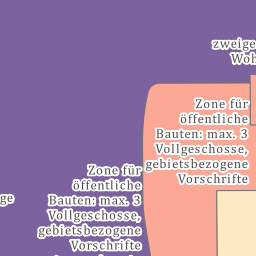 zweige
Woh
Zone für
öffentliche
Bauten: max. 3
Vollgeschosse,
gebietsbezogene
Vorschrifte
Zone für
öffentliche
Bauten: max. 3
Vollgeschosse,
gebietsbezogene
Vorschrifte
ge